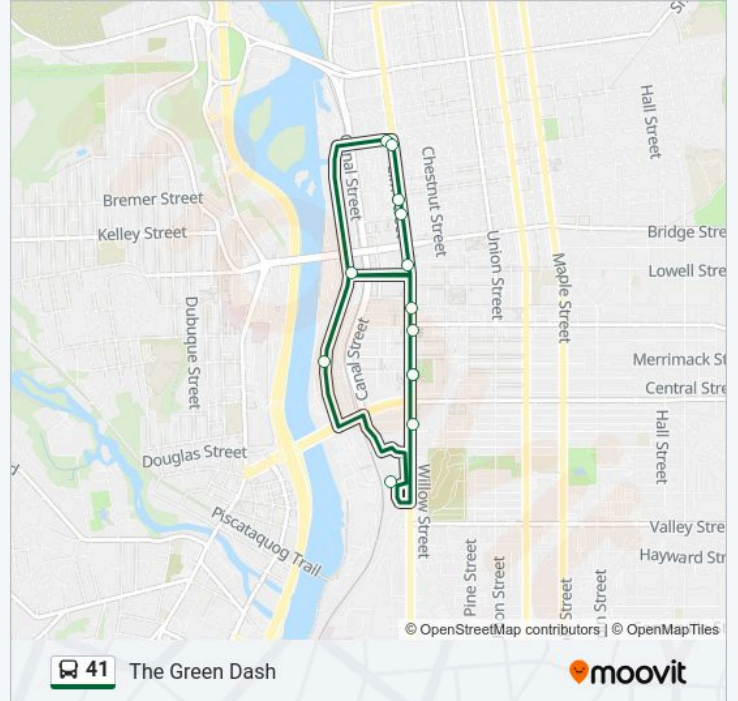 Hall Street
Canal Street
Chestnut Street
Bremer Street
Kelley Street
Bridge Stre
Union Street
Maple Street
Lowell Stre
Dubuque Street
Canal Street
Merrimack St
Central Stre
Hall Street
Douglas Street
Willow Street
Piscataquog Trail
Valley Stre
Pine Street
Hayward Str
© OpenStreetMap contributors | © OpenMapTiles
41 The Green Dash
moovit